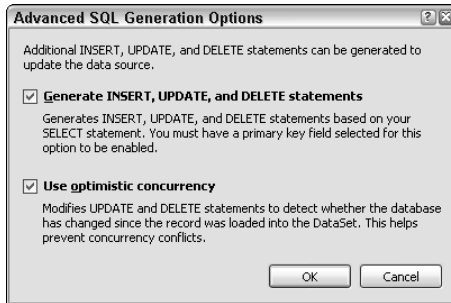 Advanced SQL Generation Options
Additional INSERT, UPDATE, and DELETE statements can be generated to
update the data source.
Generate INSERT, UPDATE, and DELETE statements
Generates INSERT, UPDATE, and DELETE statements based on your
SELECT statement. You must have a primary key field selected for this
option to be enabled.
Use optimistic concurrency
Modifies UPDATE and DELETE statements to detect whether the database
has changed since the record was loaded into the DataSet. This helps
prevent concurrency conflicts.
OK Cancel